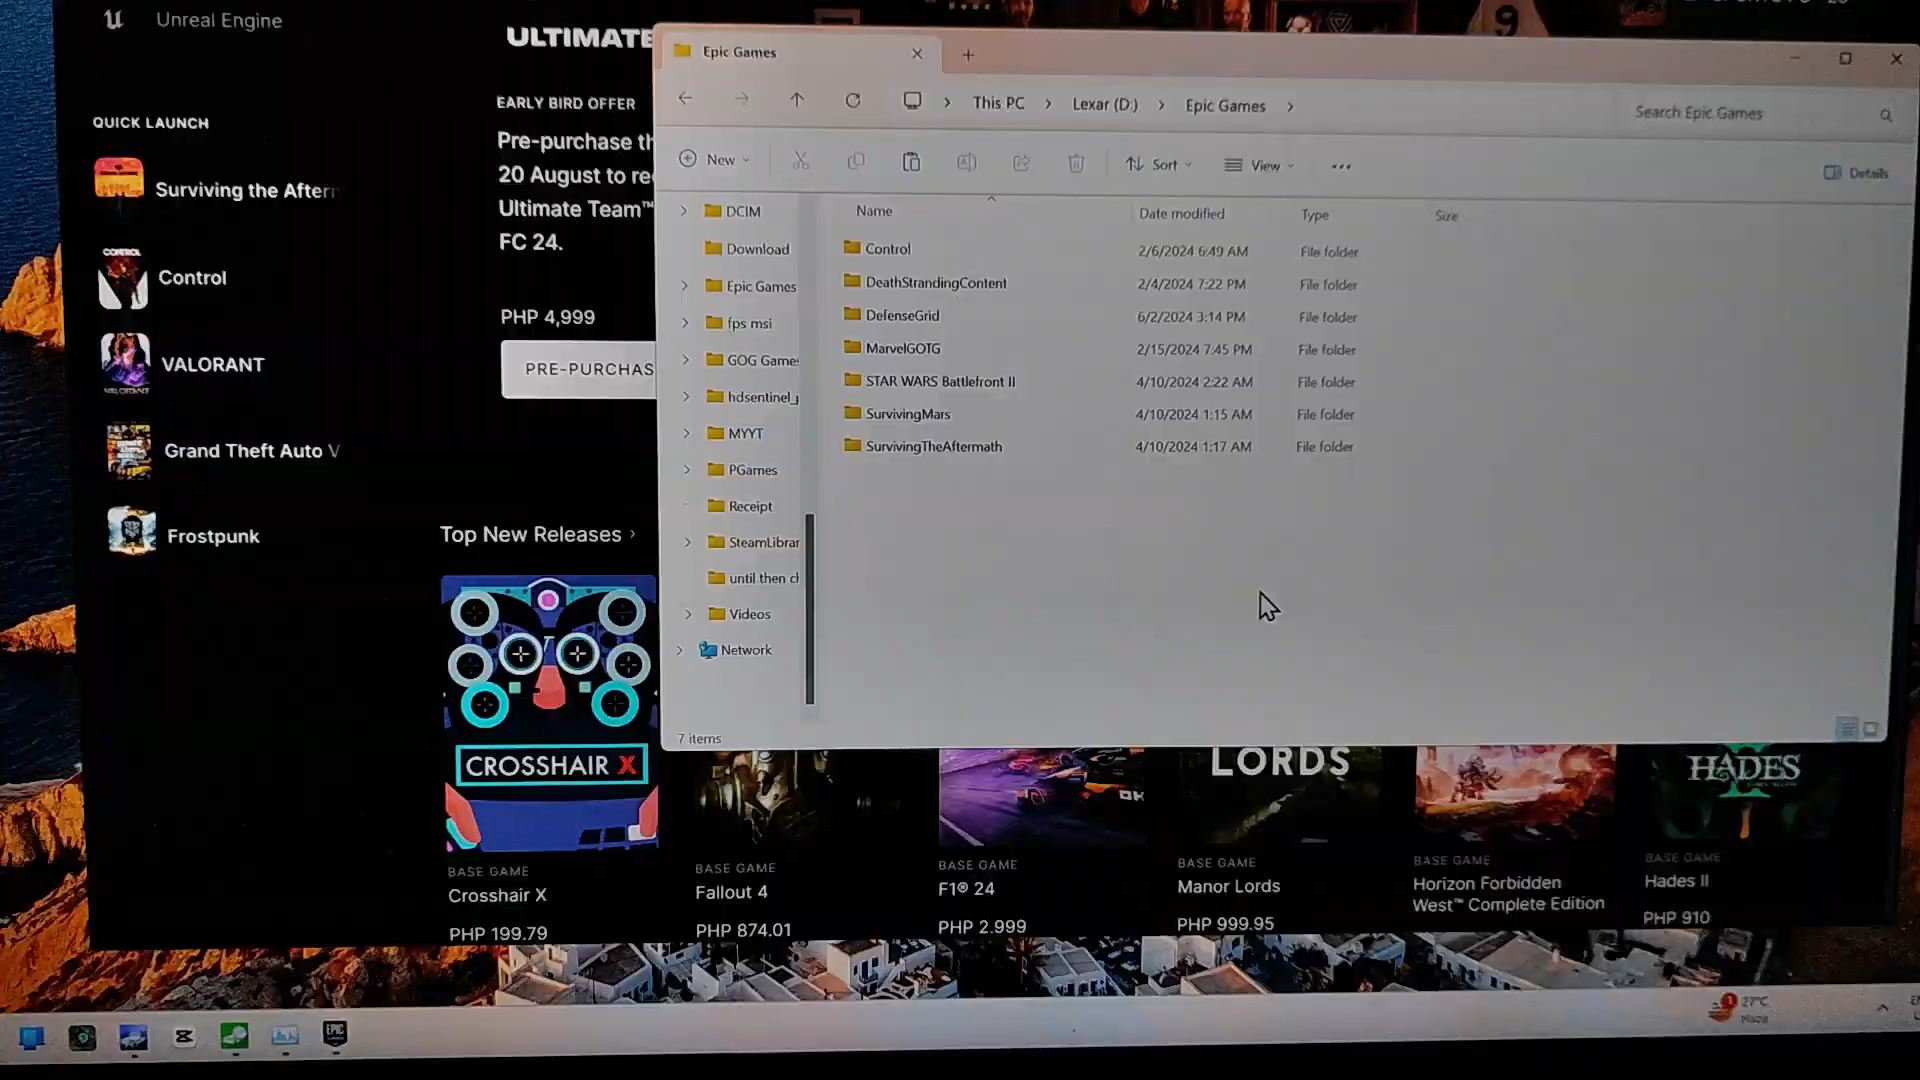 Unreal Engine
QUICK LAUNCH
Surviving the After
Control
VALORANT
Grand Theft Auto V
Frostpunk
ULTIMATE
EARLY BIRD OFFER
Pre-purchase th
20 August to re
Ultimate Team™
FC 24.
PHP 4,999
PRE-PURCHAS
Top New Releases
CROSSHAIR X
BASE GAME
Crosshair X
PHP 199.79
BASE GAME
Fallout 4
PHP 874.01
BASE GAME
F1® 24
PHP 2,999
LORDS
BASE GAME
Manor Lords
PHP 999.95
BASE GAME
Horizon Forbidden
West™ Complete Edition
HADES
II
BASE GAME
Hades II
PHP 910
9
Epic Games
This PC > Lexar (D:) > Epic Games >
Search Epic Games
New
Sort
View
Details
DCIM
Download
Epic Games
fps msi
GOG Game
hdsentinel_
MYYT
PGames
Receipt
SteamLibrar
until then c
Videos
Network
Name Date modified Type Size
Control 2/6/2024 6:49 AM File folder
DeathStrandingContent 2/4/2024 7:22 PM File folder
DefenseGrid 6/2/2024 3:14 PM File folder
MarvelGOTG 2/15/2024 7:45 PM File folder
STAR WARS Battlefront II 4/10/2024 2:22 AM File folder
SurvivingMars 4/10/2024 1:15 AM File folder
SurvivingTheAftermath 4/10/2024 1:17 AM File folder
7 items
EPIC
1
27°C
Haze